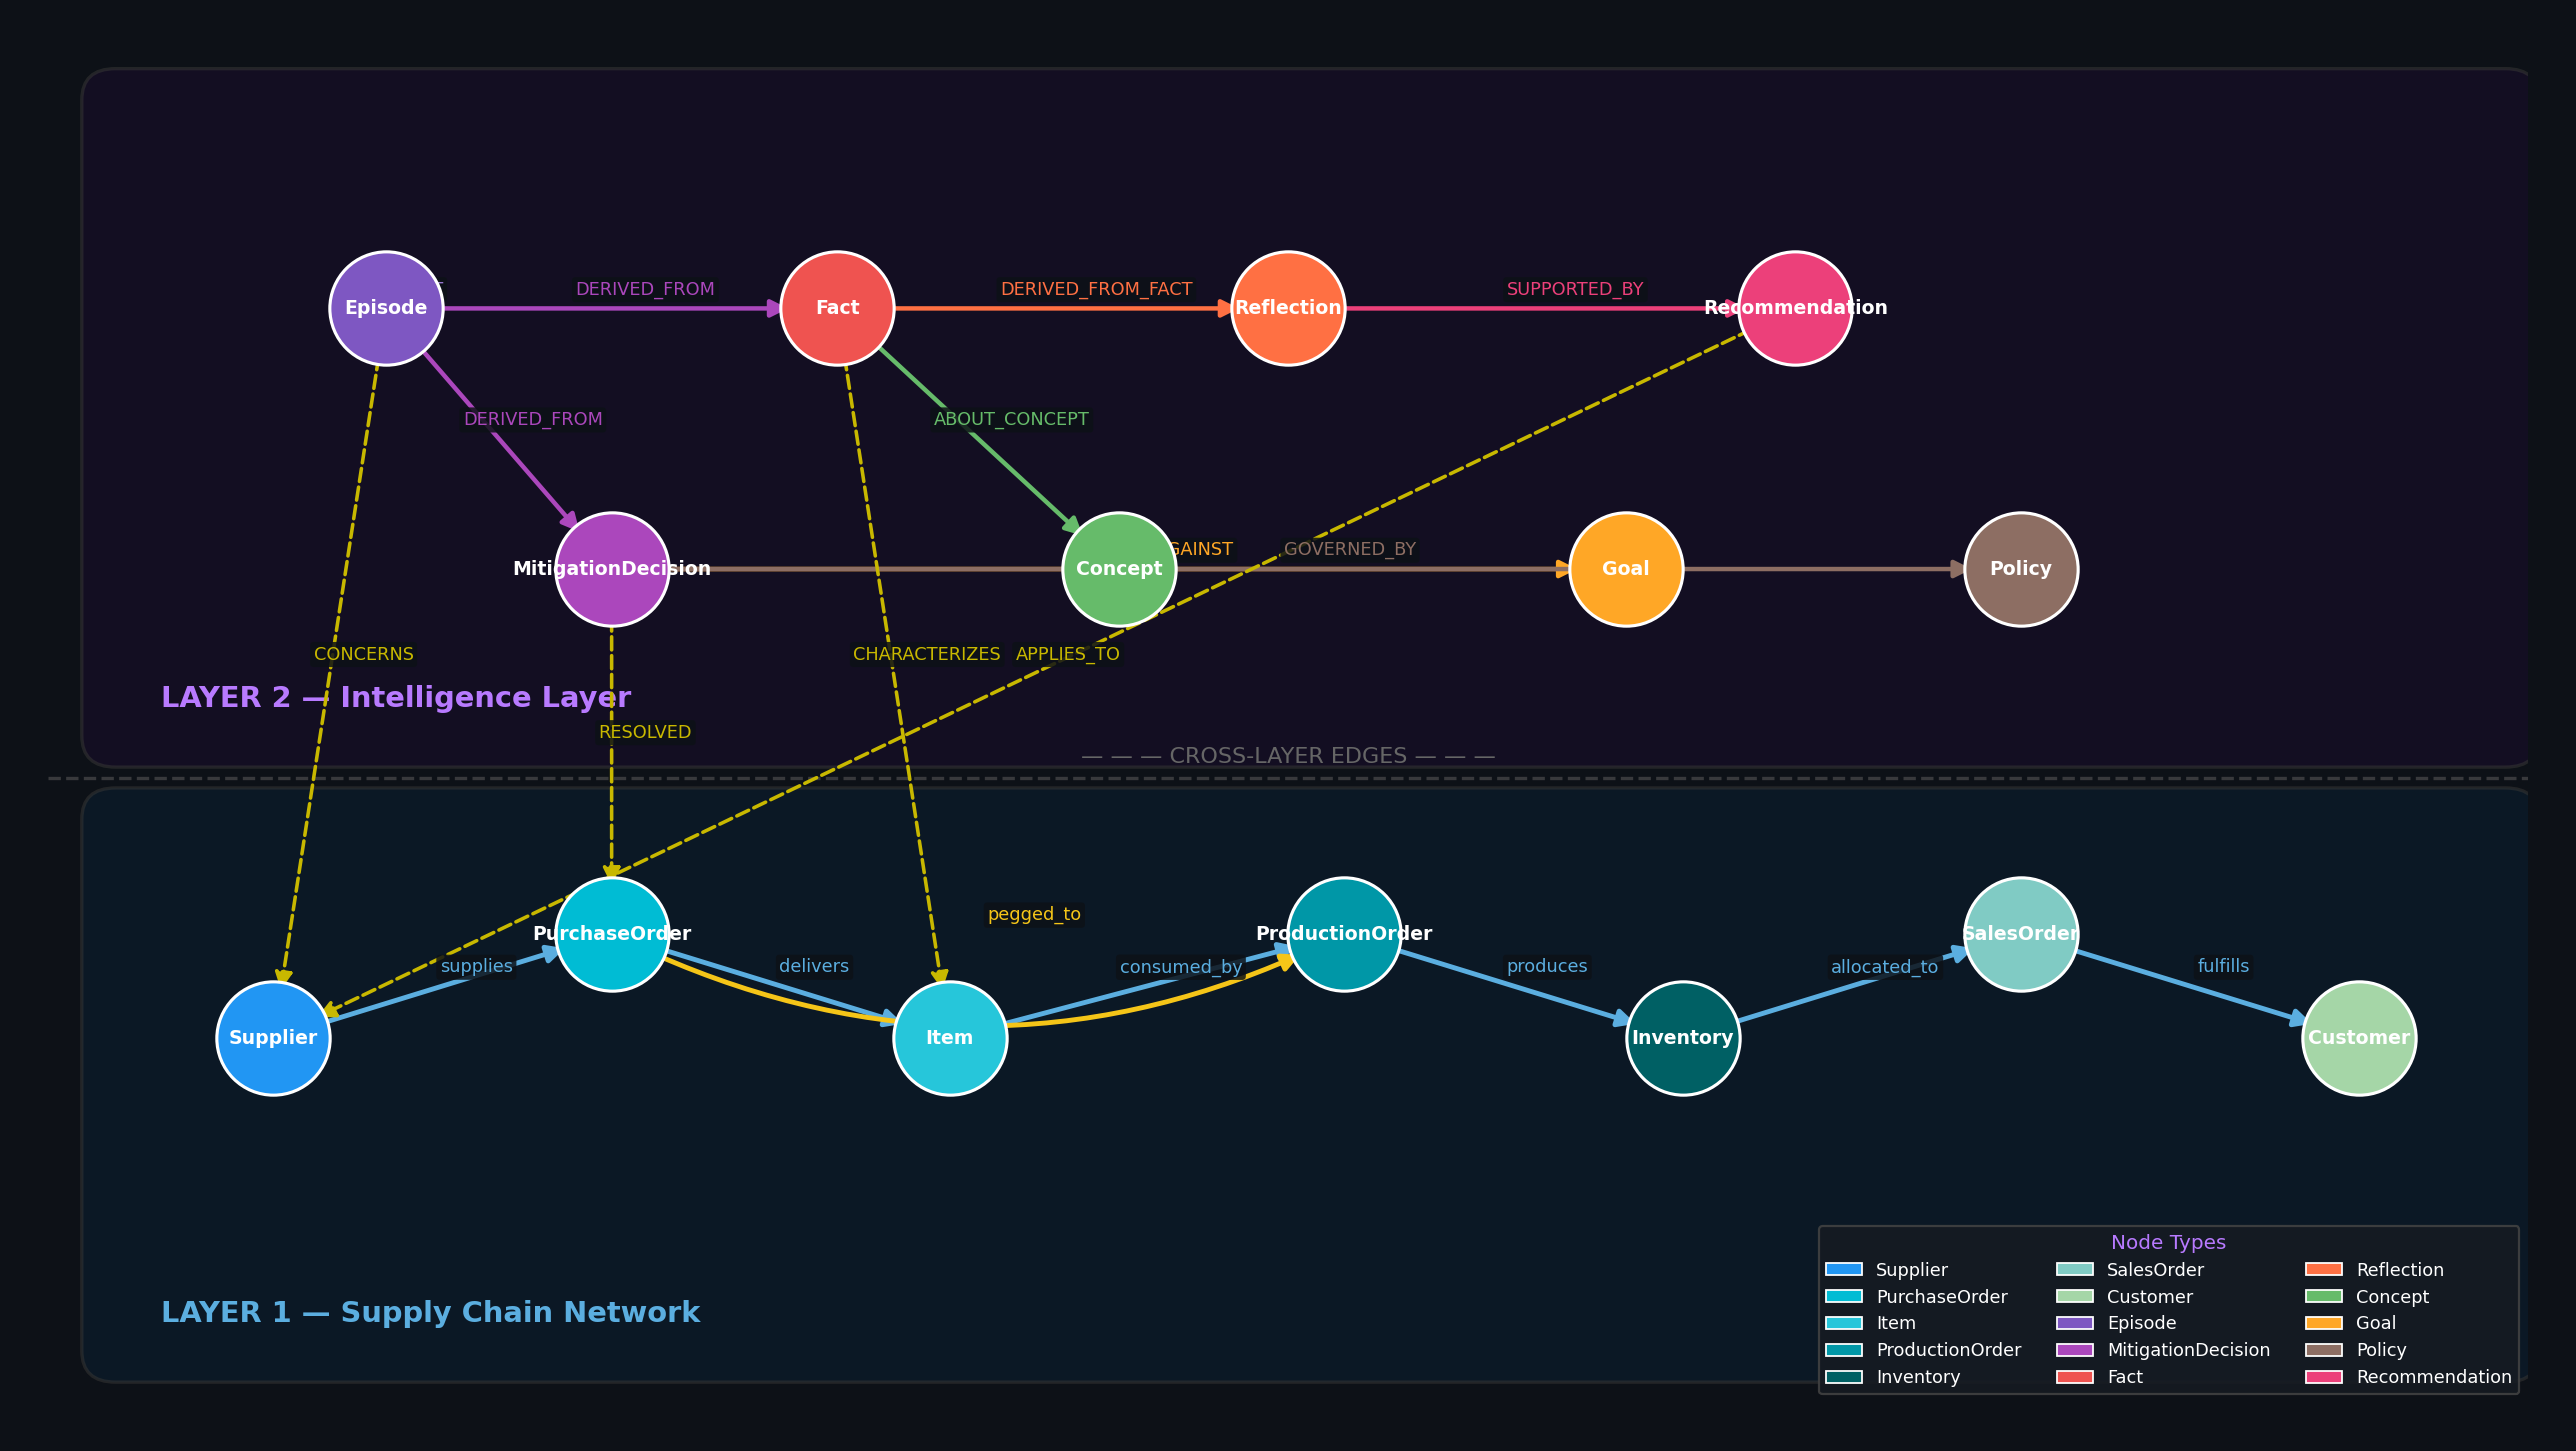 Episode
DERIVED_FROM
Fact
DERIVED_FROM_FACT
Reflection
SUPPORTED_BY
Recommendation
DERIVED_FROM
ABOUT_CONCEPT
MitigationDecision
Concept
GAINST
GOVERNED_BY
Goal
Policy
CONCERNS
CHARACTERIZES
APPLIES_TO
LAYER 2 — Intelligence Layer
RESOLVED
— — — CROSS-LAYER EDGES — — —
PurchaseOrder
pegged_to
ProductionOrder
SalesOrder
supplies
delivers
consumed_by
produces
allocated_to
fulfills
Supplier
Item
Inventory
Customer
LAYER 1 — Supply Chain Network
Node Types
Supplier
PurchaseOrder
Item
ProductionOrder
Inventory
SalesOrder
Customer
Episode
MitigationDecision
Fact
Reflection
Concept
Goal
Policy
Recommendation